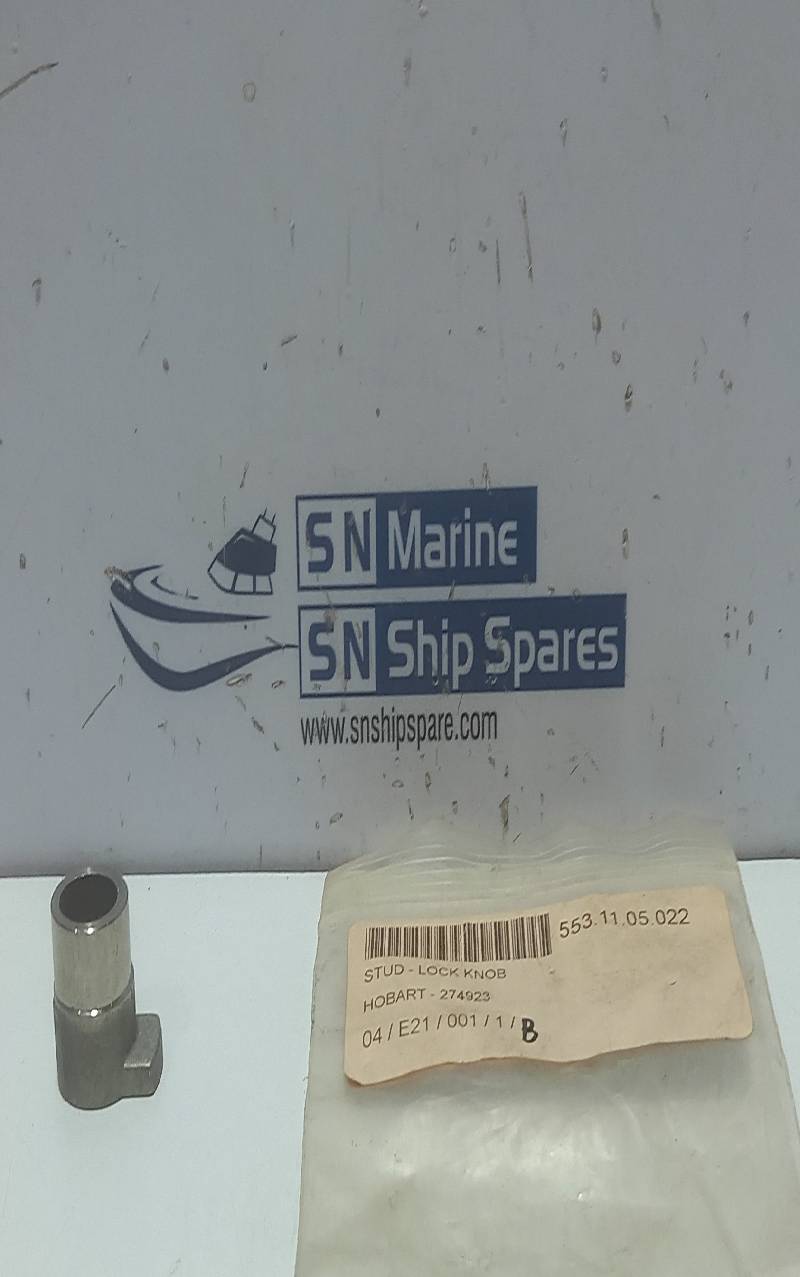 SN Marine
SN Ship Spares
www.snshipspare.com
553.11.05.022
STUD - LOCK KNOB
HOBART - 274923
04 / E21 / 001 / 1 / B